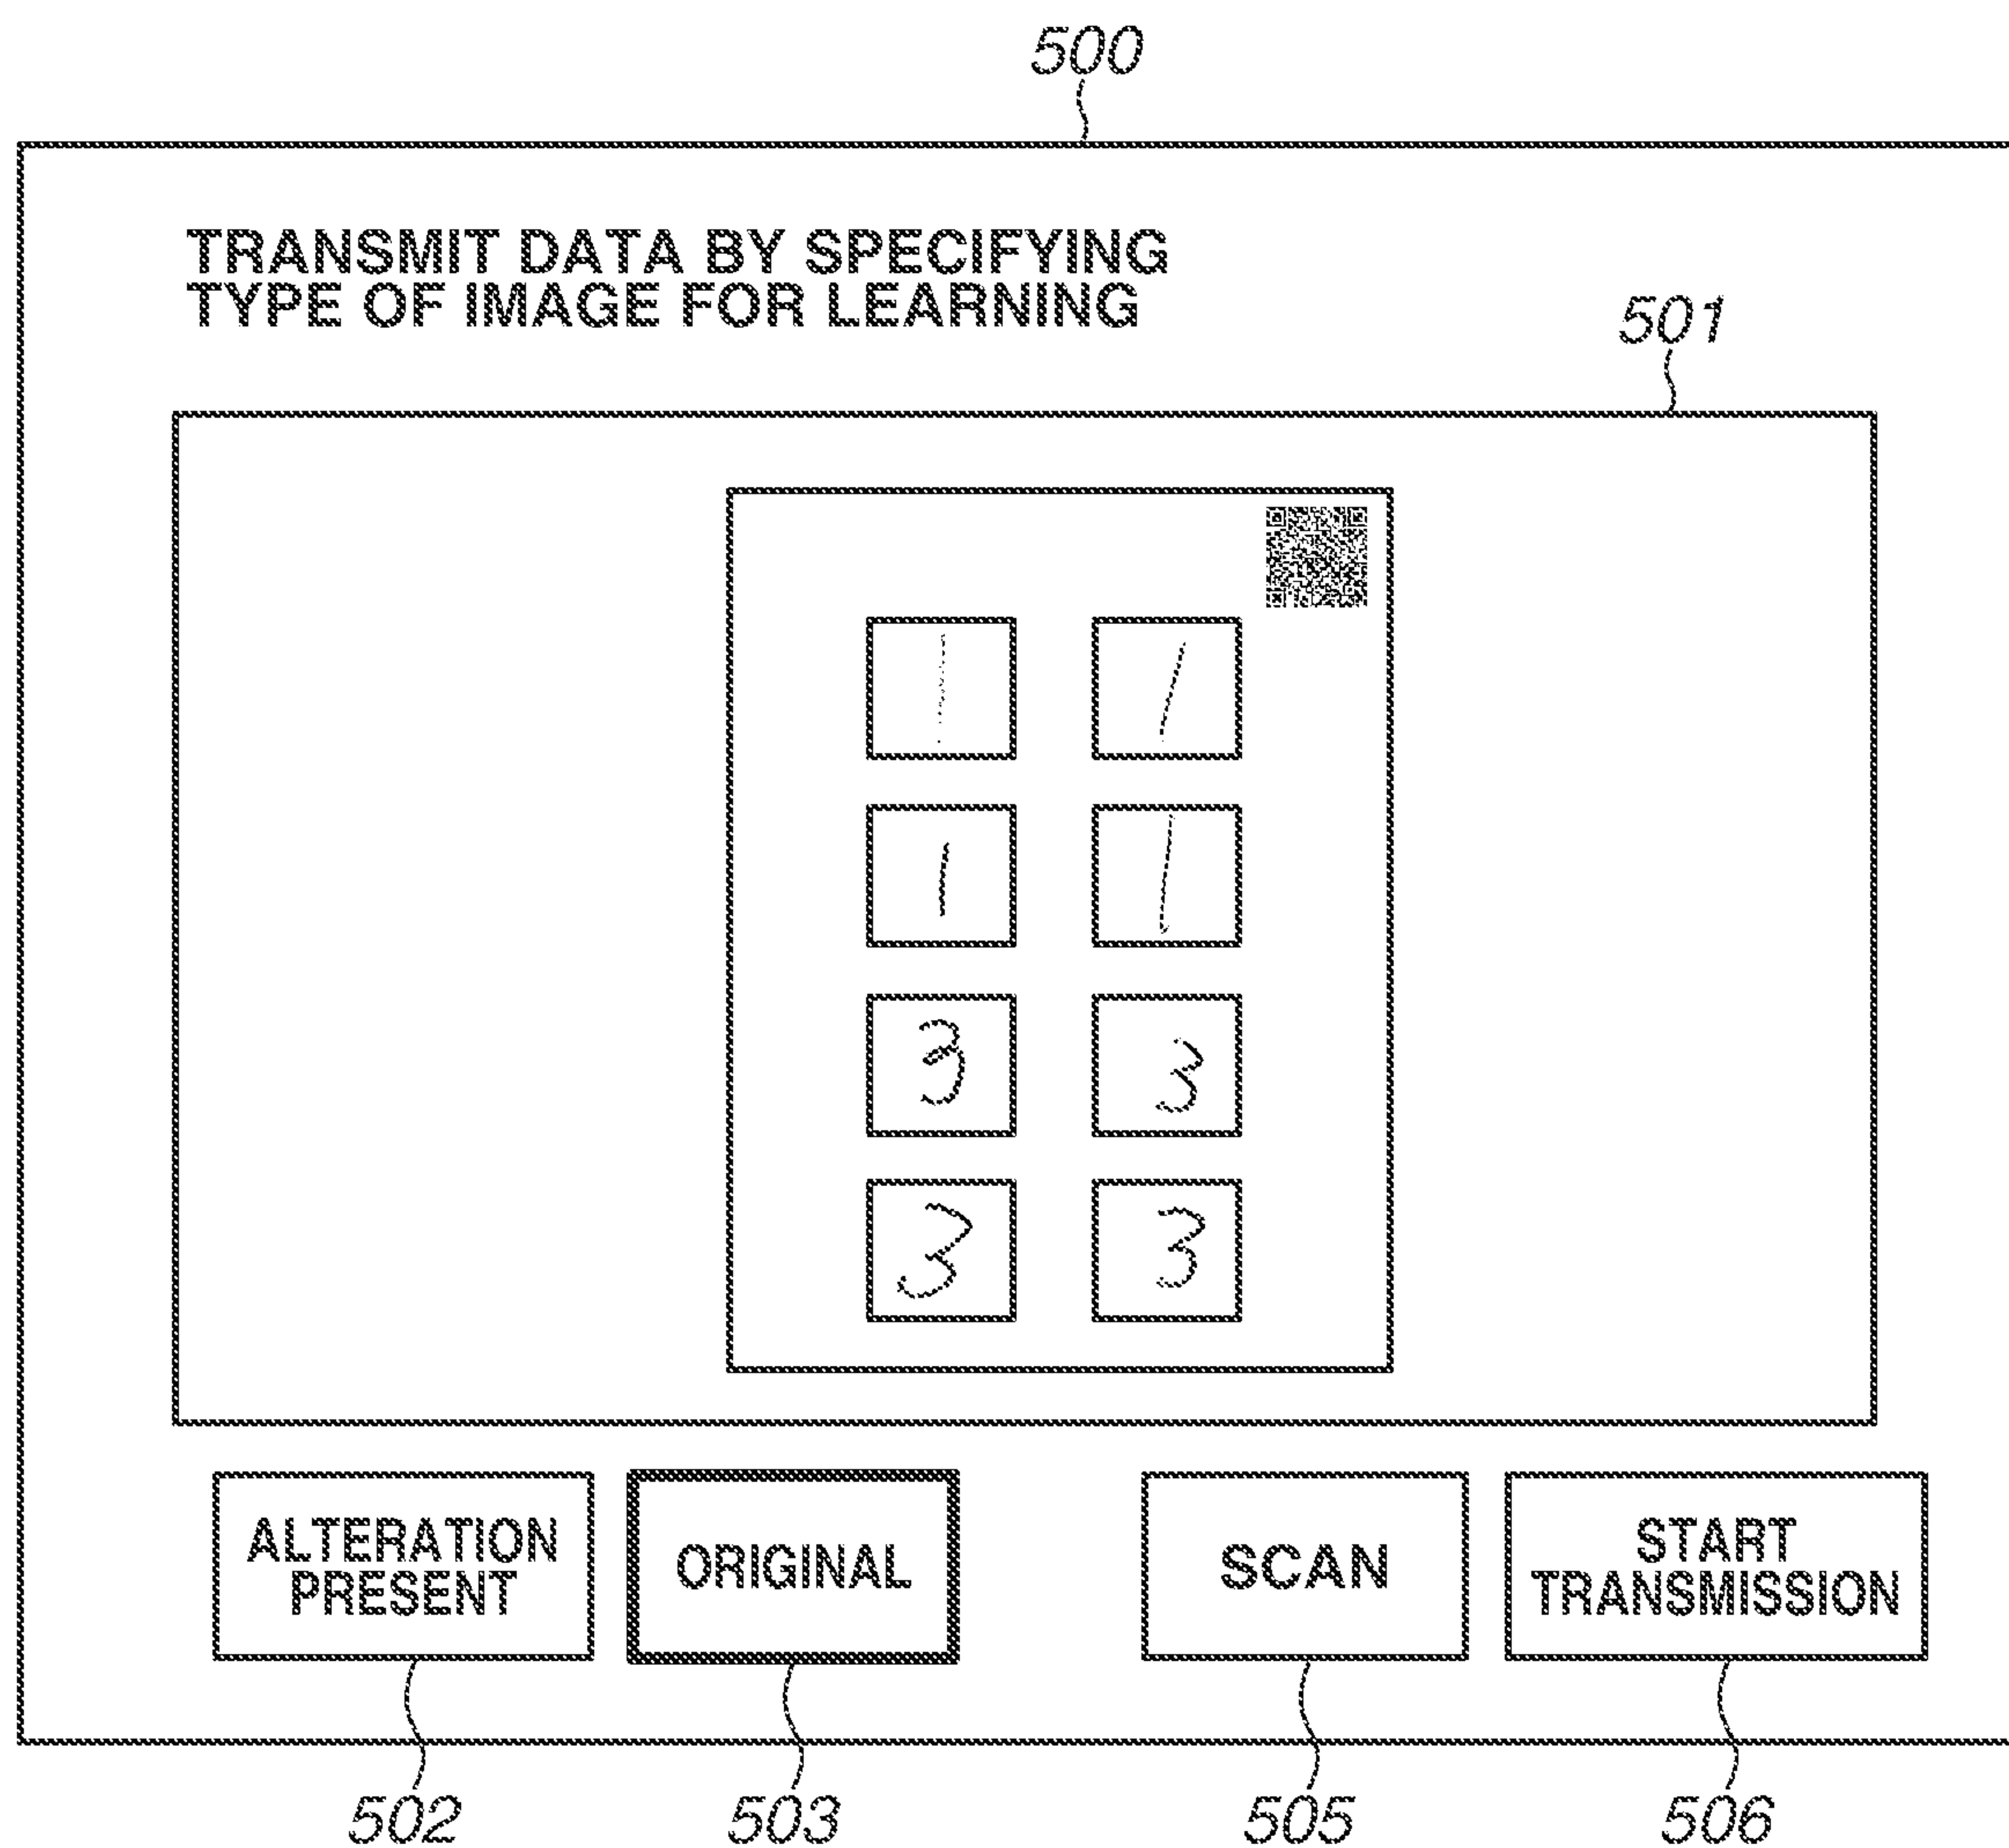 500
TRANSMIT DATA BY SPECIFYING
TYPE OF IMAGE FOR LEARNING
501
1 1
1 1
3 3
3 3
ALTERATION
PRESENT
ORIGINAL
SCAN
START
TRANSMISSION
502 503 505 506